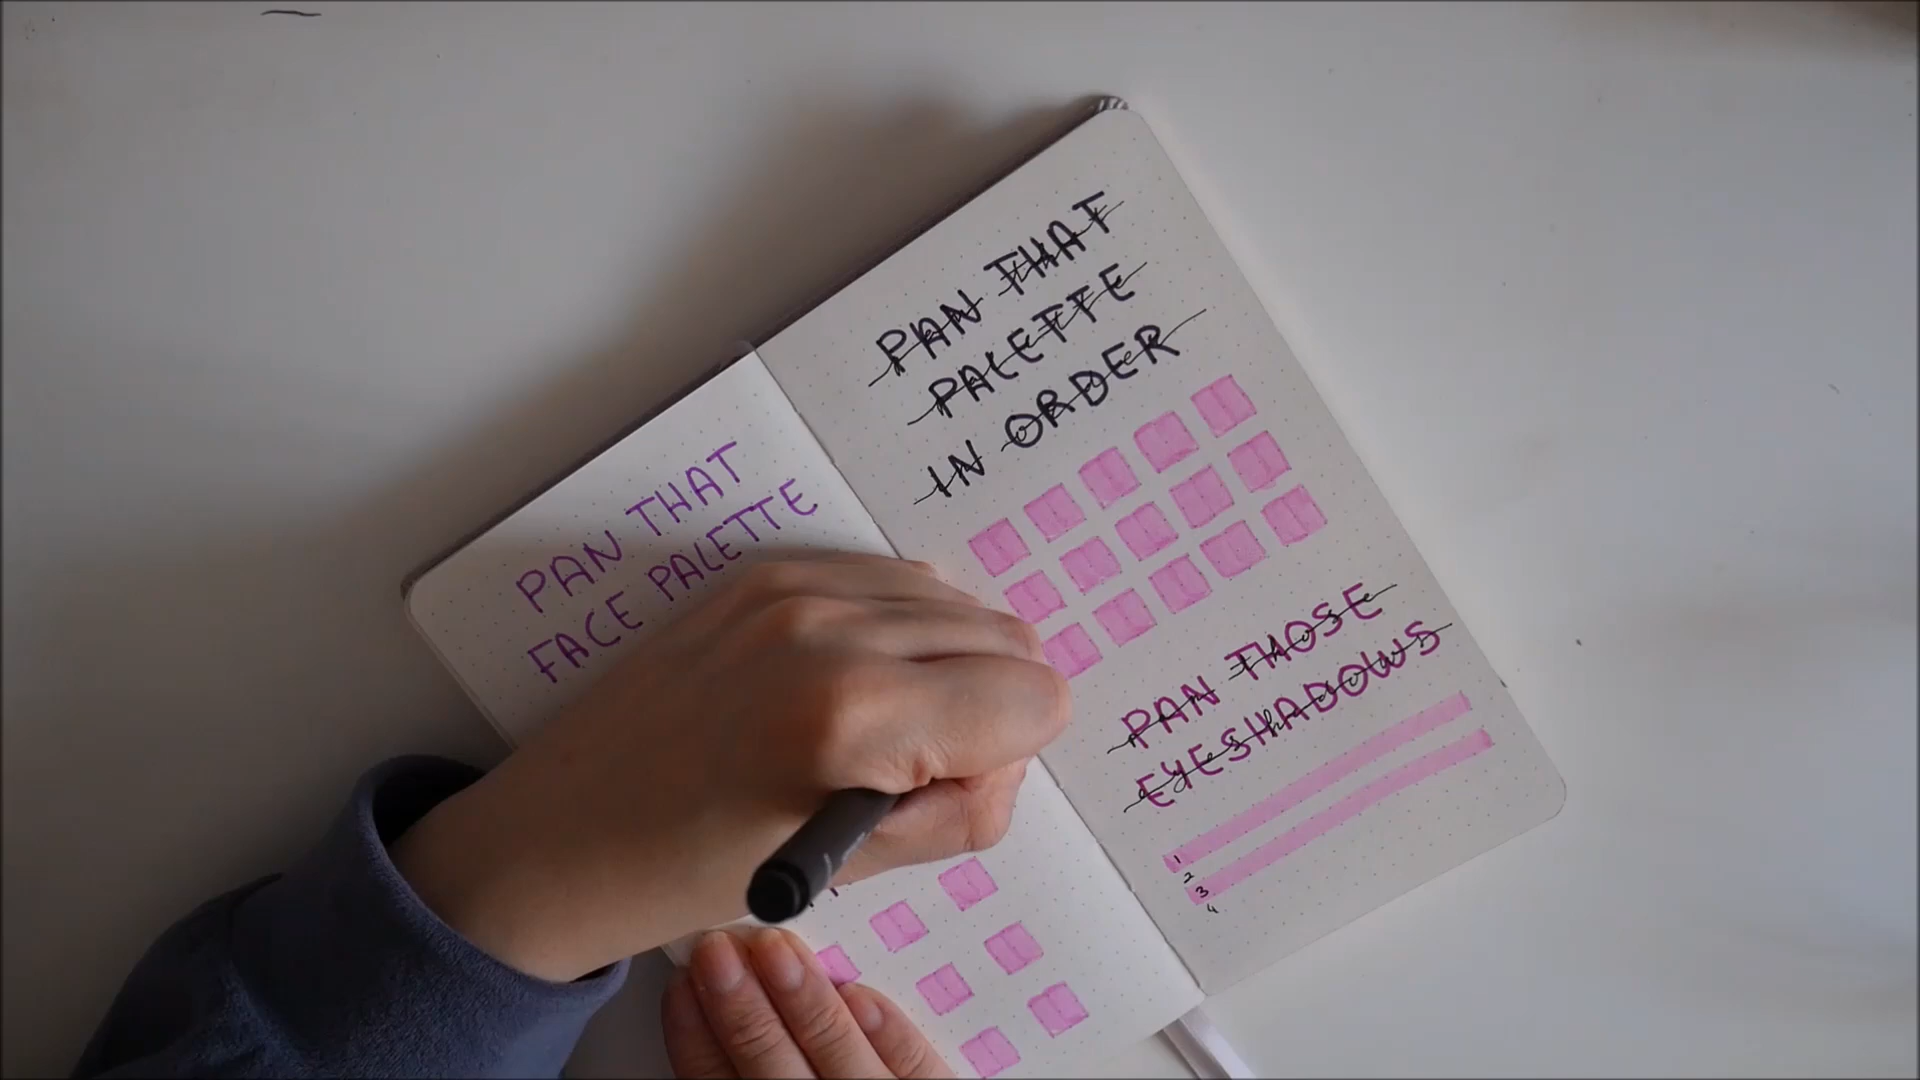 PAN THAT
FACE PALETTE
PAN THAT
PALETTE
IN ORDER
PAN THOSE
EYESHADOWS
1
2
3
4